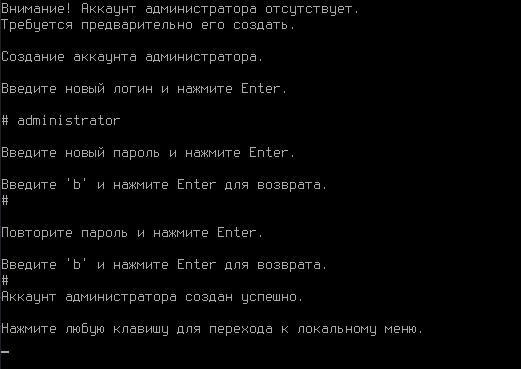 Внимание! Аккаунт администратора отсутствует.
Требуется предварительно его создать.
Создание аккаунта администратора.
Введите новый логин и нажмите Enter.
# administrator
Введите новый пароль и нажмите Enter.
Введите 'b' и нажмите Enter для возврата.
#
Повторите пароль и нажмите Enter.
Введите 'b' и нажмите Enter для возврата.
#
Аккаунт администратора создан успешно.
Нажмите любую клавишу для перехода к локальному меню.